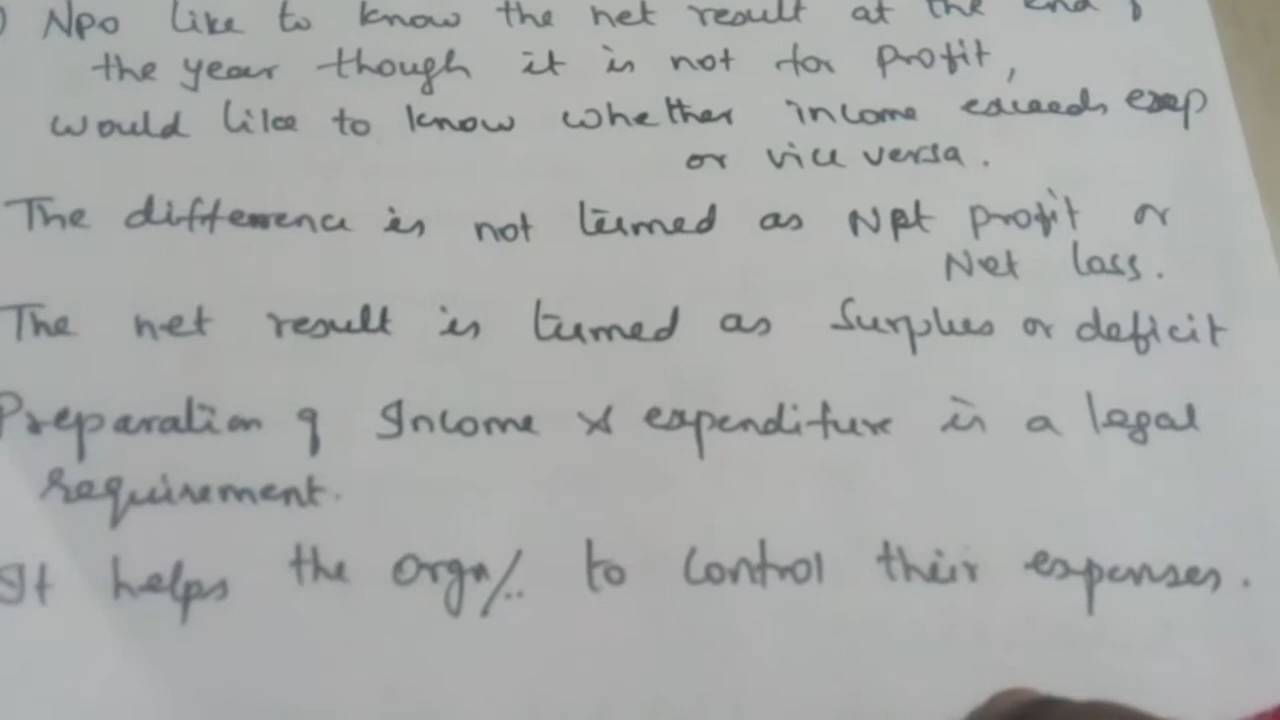 ) Npo like to know the net result at the end of
the year though it is not for profit,
would like to know whether income exceeds exp
or vice versa.
The difference is not termed as Net profit or
Net loss.
The net result is termed as Surplus or deficit
Preparation of Income & expenditure is a legal
requirement.
It helps the orgn/.. to control their expenses.